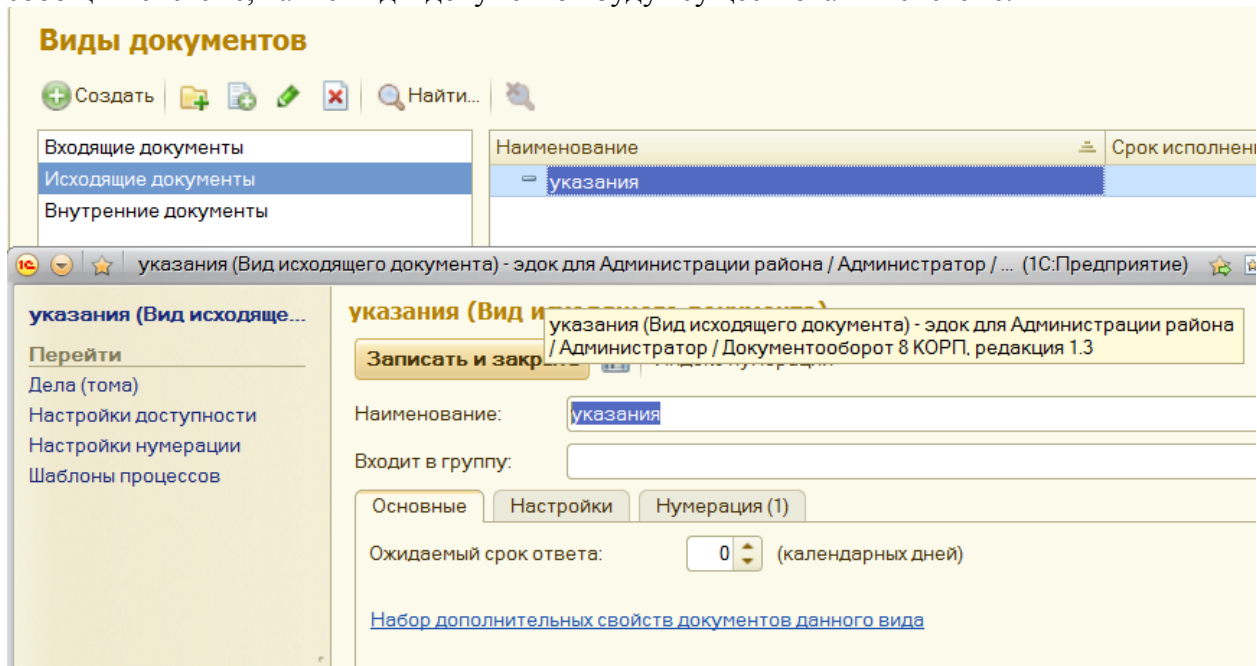 Виды документов
Создать Найти...
Входящие документы
Исходящие документы
Внутренние документы
Наименование
указания
указания (Вид исходящего документа) - эдок для Администрации района / Администратор / ... (1С:Предприятие)
указания (Вид исходяще...
Перейти
Дела (тома)
Настройки доступности
Настройки нумерации
Шаблоны процессов
указания (Вид
указания (Вид исходящего документа) - эдок для Администрации района
/ Администратор / Документооборот 8 КОРП, редакция 1.3
Записать и
Наименование:
указания
Входит в группу:
Основные Настройки Нумерация (1)
Ожидаемый срок ответа: 0 (календарных дней)
Набор дополнительных свойств документов данного вида